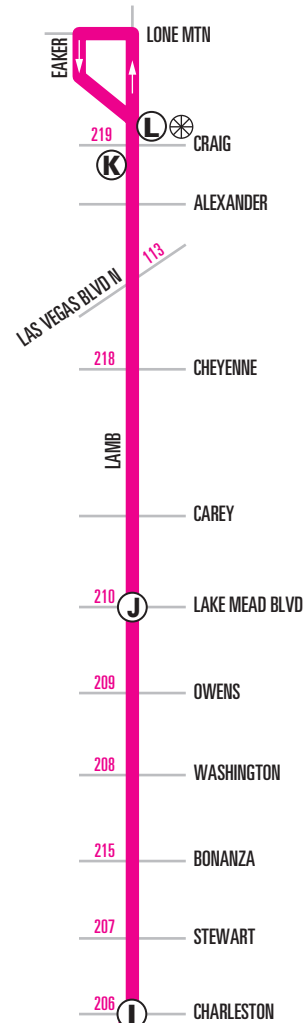 LONE MTN
EAKER
L
219
CRAIG
K
ALEXANDER
113
LAS VEGAS BLVD N
218
CHEYENNE
LAMB
CAREY
210
J
LAKE MEAD BLVD
209
OWENS
208
WASHINGTON
215
BONANZA
207
STEWART
206
I
CHARLESTON